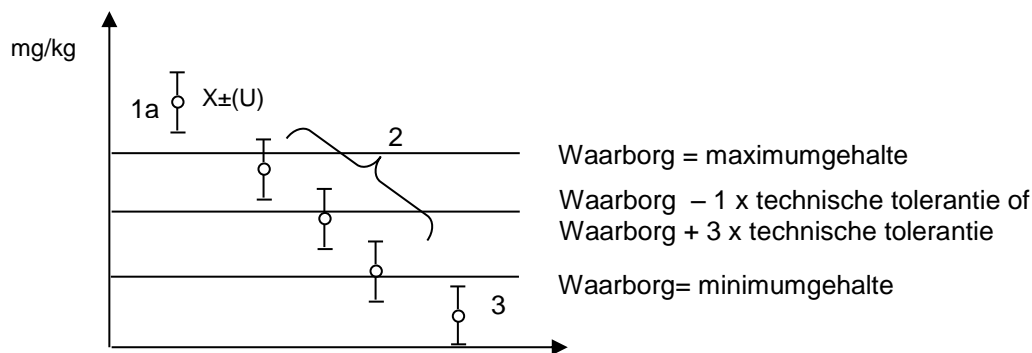 mg/kg
1a
X±(U)
2
Waarborg = maximumgehalte
Waarborg – 1 x technische tolerantie of
Waarborg + 3 x technische tolerantie
Waarborg= minimumgehalte
3